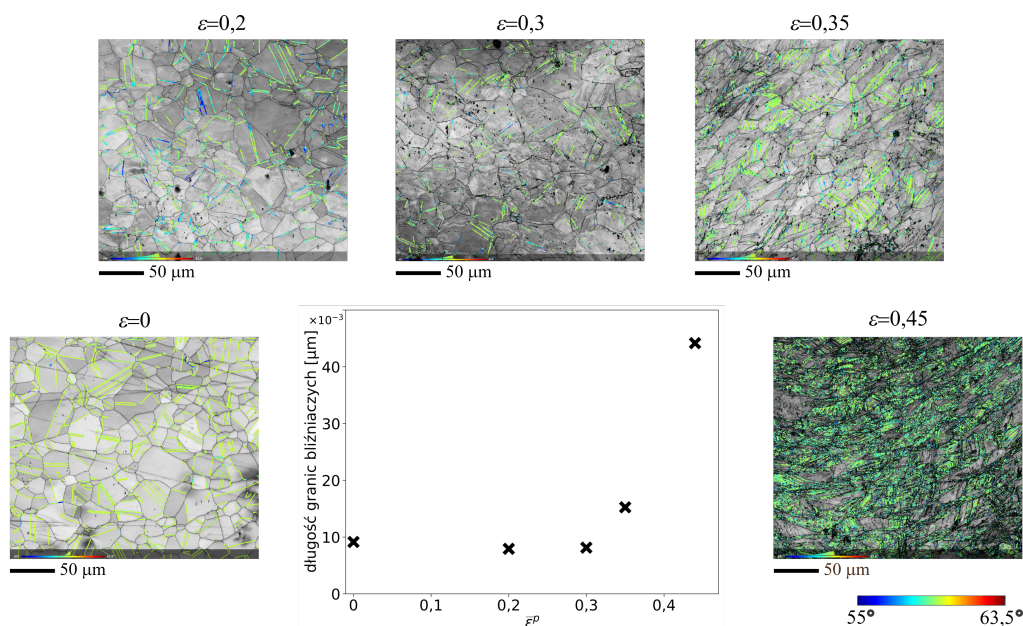 ε=0,2
ε=0,3
ε=0,35
50 µm
50 µm
50 µm
ε=0
ε=0,45
×10⁻³
długość granic bliźniaczych [µm]
40
30
20
10
0
0
0,1
0,2
0,3
0,4
ε̄ᵖ
50 µm
50 µm
55°
63,5°